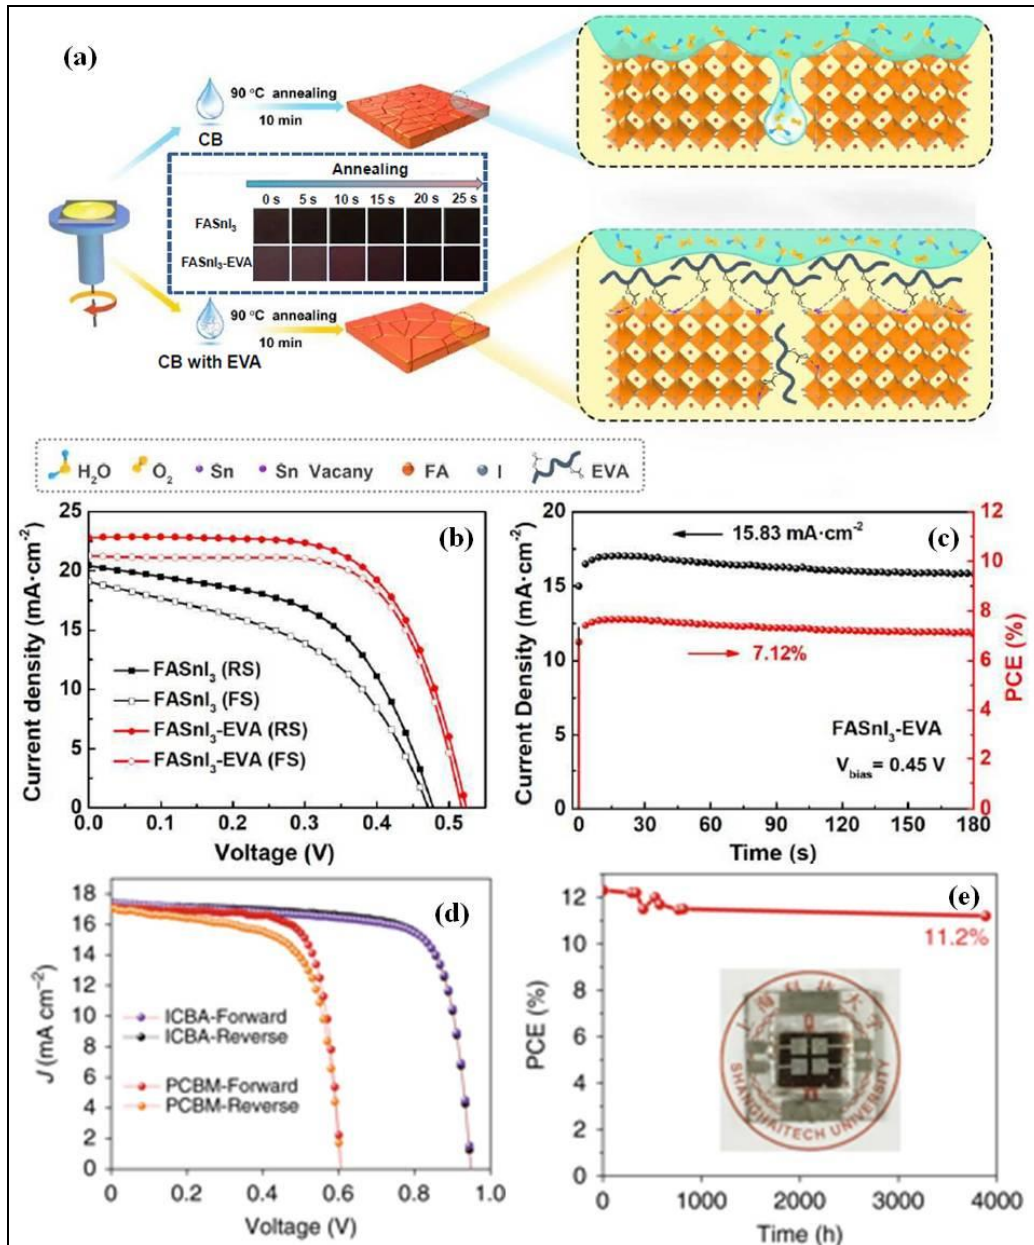 (a)
90 °C annealing
10 min
CB
Annealing
0 s 5 s 10 s 15 s 20 s 25 s
FASnI₃
FASnI₃-EVA
90 °C annealing
10 min
CB with EVA
H₂O O₂ Sn Sn Vacany FA I EVA
(b)
Current density (mA·cm⁻²)
25
20
15
10
5
0
FASnI₃ (RS)
FASnI₃ (FS)
FASnI₃-EVA (RS)
FASnI₃-EVA (FS)
0.0 0.1 0.2 0.3 0.4 0.5
Voltage (V)
(c)
Current Density (mA·cm⁻²)
20
15
10
5
0
15.83 mA·cm⁻²
7.12%
FASnI₃-EVA
V_bias = 0.45 V
12
10
8
6
4
2
0
PCE (%)
0 30 60 90 120 150 180
Time (s)
(d)
J (mA cm⁻²)
18
16
14
12
10
8
6
4
2
0
ICBA-Forward
ICBA-Reverse
PCBM-Forward
PCBM-Reverse
0 0.2 0.4 0.6 0.8 1.0
Voltage (V)
(e)
PCE (%)
12
10
8
6
4
2
0
11.2%
SHANGHAITECH UNIVERSITY
0 1000 2000 3000 4000
Time (h)